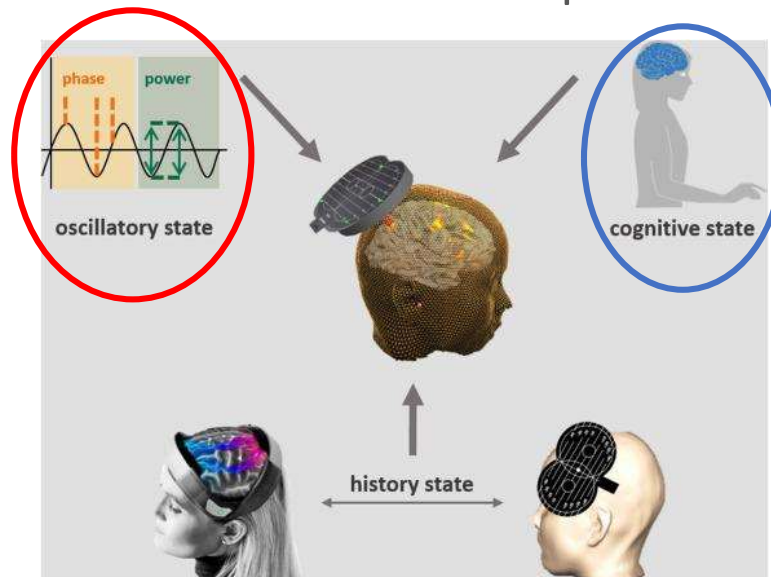 phase
power
oscillatory state
cognitive state
history state